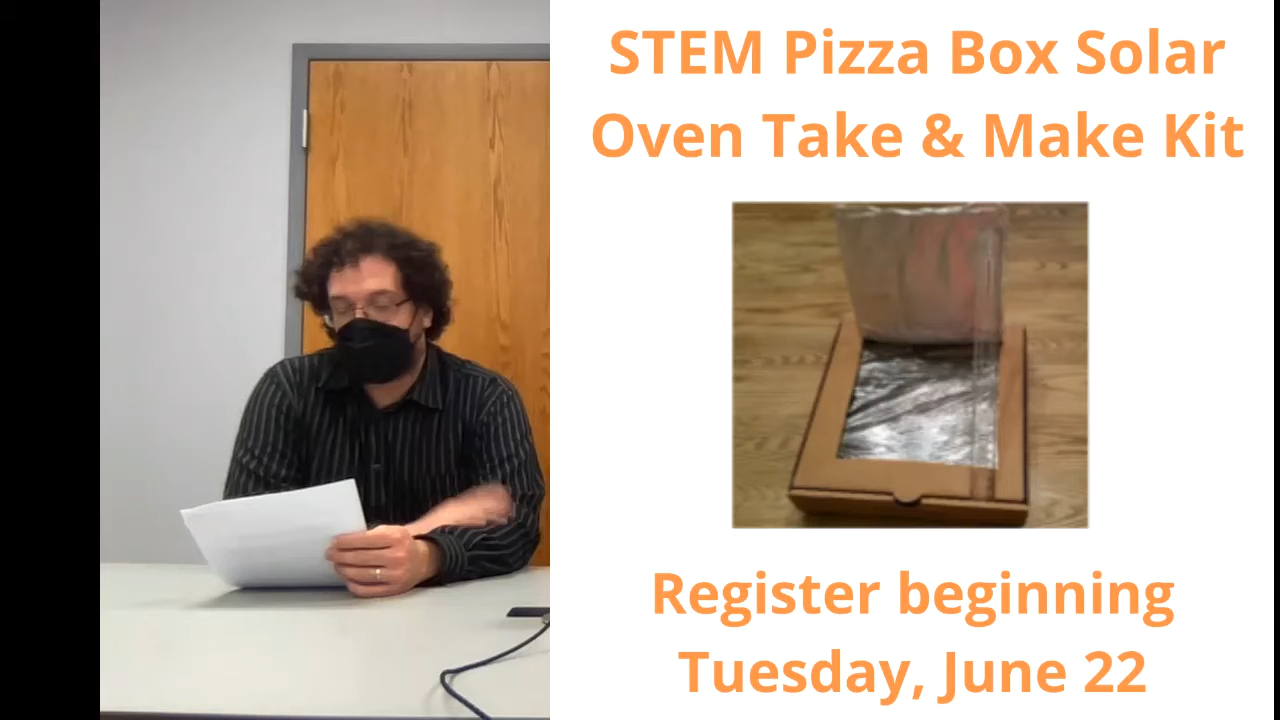 STEM Pizza Box Solar
Oven Take & Make Kit
Register beginning
Tuesday, June 22